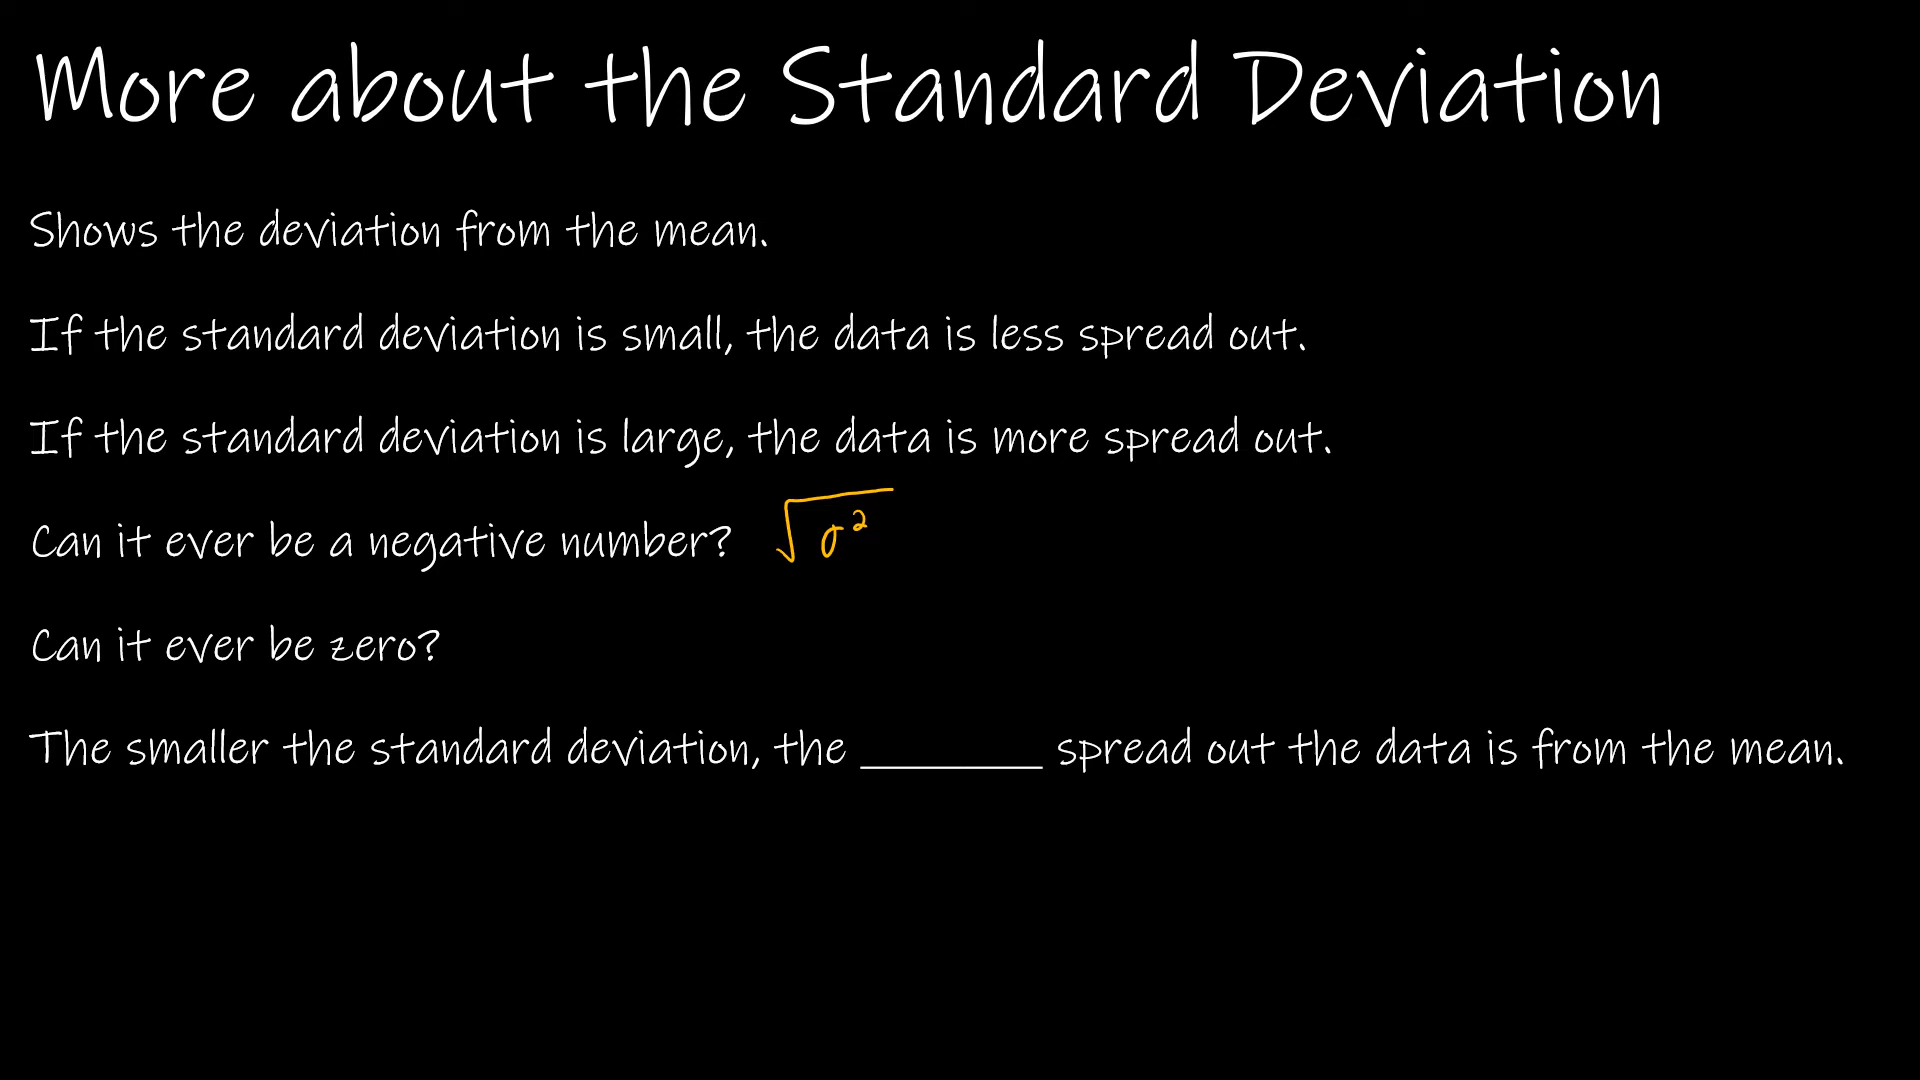 More about the Standard Deviation
Shows the deviation from the mean.
If the standard deviation is small, the data is less spread out.
If the standard deviation is large, the data is more spread out.
Can it ever be a negative number? √σ²
Can it ever be zero?
The smaller the standard deviation, the ________ spread out the data is from the mean.